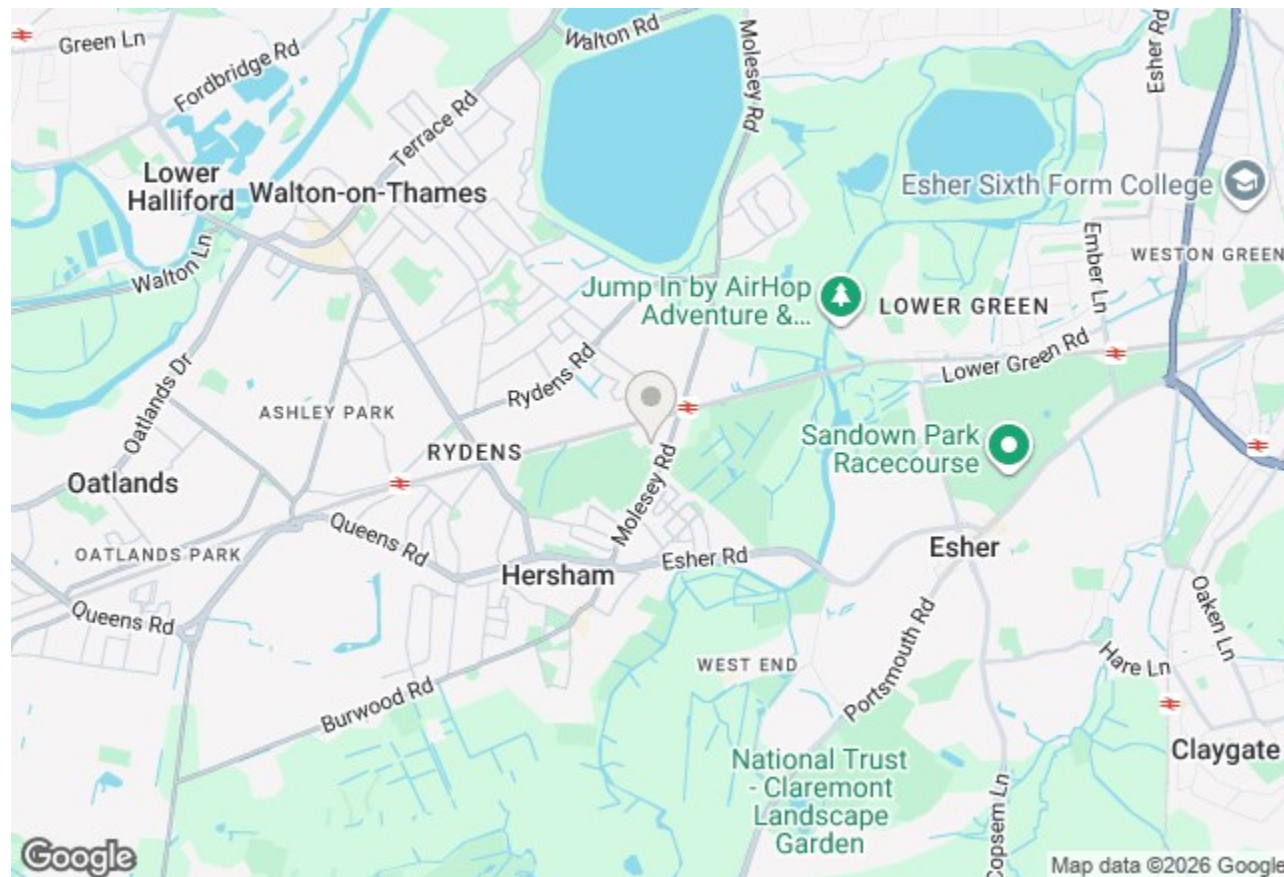 Green Ln
Fordbridge Rd
Walton Rd
Molesey Rd
Esher Rd
Terrace Rd
Lower
Halliford
Walton-on-Thames
Esher Sixth Form College
Walton Ln
Ember Ln
WESTON GREEN
Jump In by AirHop
Adventure &...
LOWER GREEN
Lower Green Rd
Oatlands Dr
Rydens Rd
ASHLEY PARK
RYDENS
Sandown Park
Racecourse
Molesey Rd
Oatlands
Queens Rd
OATLANDS PARK
Esher Rd
Esher
Hersham
Queens Rd
Oaken Ln
Portsmouth Rd
Hare Ln
WEST END
Burwood Rd
National Trust
- Claremont
Landscape
Garden
Claygate
Copsem Ln
Google
Map data ©2026 Google